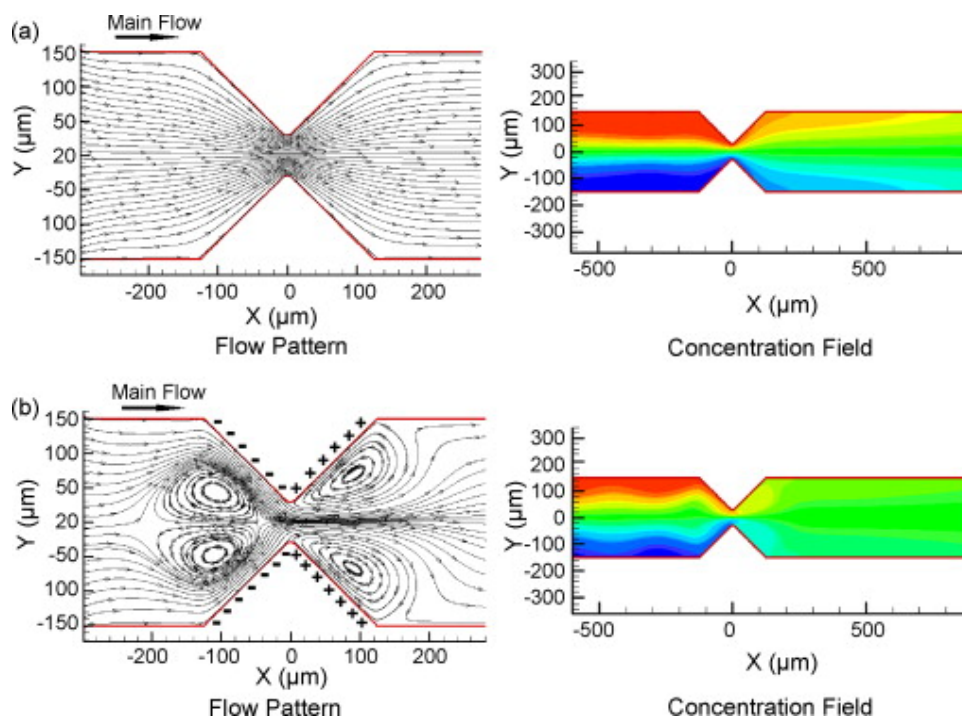 (a) Main Flow
150
100
50
20
-50
100
-150
Y (µm)
-200 -100 0 100 200
X (µm)
Flow Pattern
300
200
100
0
-100
-200
-300
Y (µm)
-500 0 500
X (µm)
Concentration Field
(b) Main Flow
150
100
50
20
-50
100
-150
Y (µm)
-200 -100 0 100 200
X (µm)
Flow Pattern
300
200
100
0
-100
-200
-300
Y (µm)
-500 0 500
X (µm)
Concentration Field